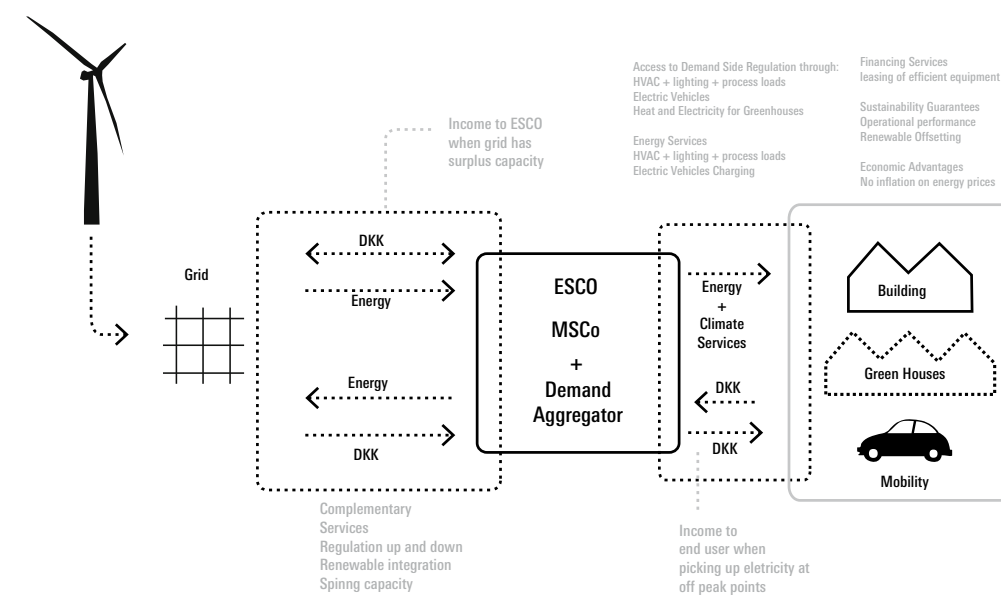 Access to Demand Side Regulation through:
HVAC + lighting + process loads
Electric Vehicles
Heat and Electricity for Greenhouses
Energy Services
HVAC + lighting + process loads
Electric Vehicles Charging
Financing Services
leasing of efficient equipment
Sustainability Guarantees
Operational performance
Renewable Offsetting
Economic Advantages
No inflation on energy prices
Income to ESCO
when grid has
surplus capacity
Grid
DKK
Energy
Energy
DKK
ESCO
MSCo
+
Demand
Aggregator
Energy
+
Climate
Services
DKK
DKK
Building
Green Houses
Mobility
Complementary
Services
Regulation up and down
Renewable integration
Spinng capacity
Income to
end user when
picking up eletricity at
off peak points